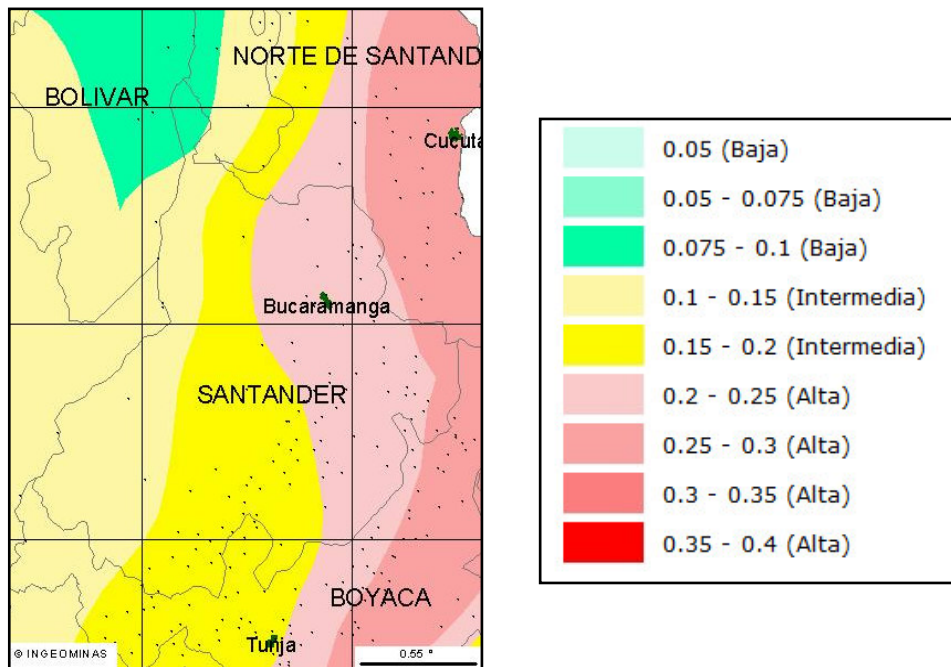 NORTE DE SANTAND
BOLIVAR
Cucuta
Bucaramanga
SANTANDER
BOYACA
Tunja
© INGEOMINAS
0.55 °
0.05 (Baja)
0.05 - 0.075 (Baja)
0.075 - 0.1 (Baja)
0.1 - 0.15 (Intermedia)
0.15 - 0.2 (Intermedia)
0.2 - 0.25 (Alta)
0.25 - 0.3 (Alta)
0.3 - 0.35 (Alta)
0.35 - 0.4 (Alta)